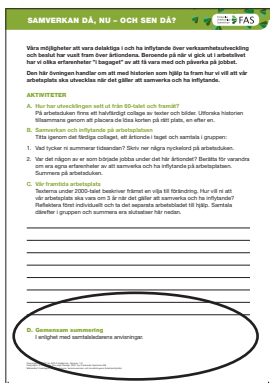 SAMVERKAN DÅ, NU – OCH SEN DÅ?
FAS
Våra möjligheter att vara delaktiga i och ha inflytande över verksamhetsutveckling
och beslut har vuxit fram över årtiondena. Beroende på när vi gick ut i arbetslivet
har vi olika erfarenheter "i bagaget" av att få vara med och påverka på jobbet.
Den här övningen handlar om att med historien som hjälp ta fram hur vi vill att vår
arbetsplats ska utvecklas när det gäller att samverka och ha inflytande.
AKTIVITETER
A. Hur har utvecklingen sett ut från 60-talet och framåt?
På arbetsduken finns ett halvfärdigt collage av texter och bilder. Utforska historien
tillsammans genom att placera de lösa korten på rätt plats, en efter en.
B. Samverkan och inflytande på arbetsplatsen
Titta igenom det färdiga collaget, ett årtionde i taget och samtala i gruppen:
1. Vad tycker ni summerar tidsandan? Skriv ner några nyckelord på arbetsduken.
2. Var det någon av er som började jobba under det här årtiondet? Berätta för varandra
om era egna erfarenheter av att samverka och ha inflytande på arbetsplatsen.
Summera på arbetsduken.
C. Vår framtida arbetsplats
Texterna under 2000-talet beskriver främst en vilja till förändring. Hur vill ni att
vår arbetsplats ska vara om 3 år när det gäller att samverka och ha inflytande?
Reflektera först individuellt och ta det separata arbetsbladet till hjälp. Samtala
därefter i gruppen och summera era slutsatser här nedan.
D. Gemensam summering
I enlighet med samtalsledarens anvisningar.